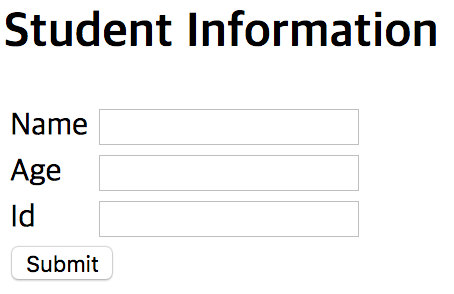 Student Information
Name
Age
Id
Submit